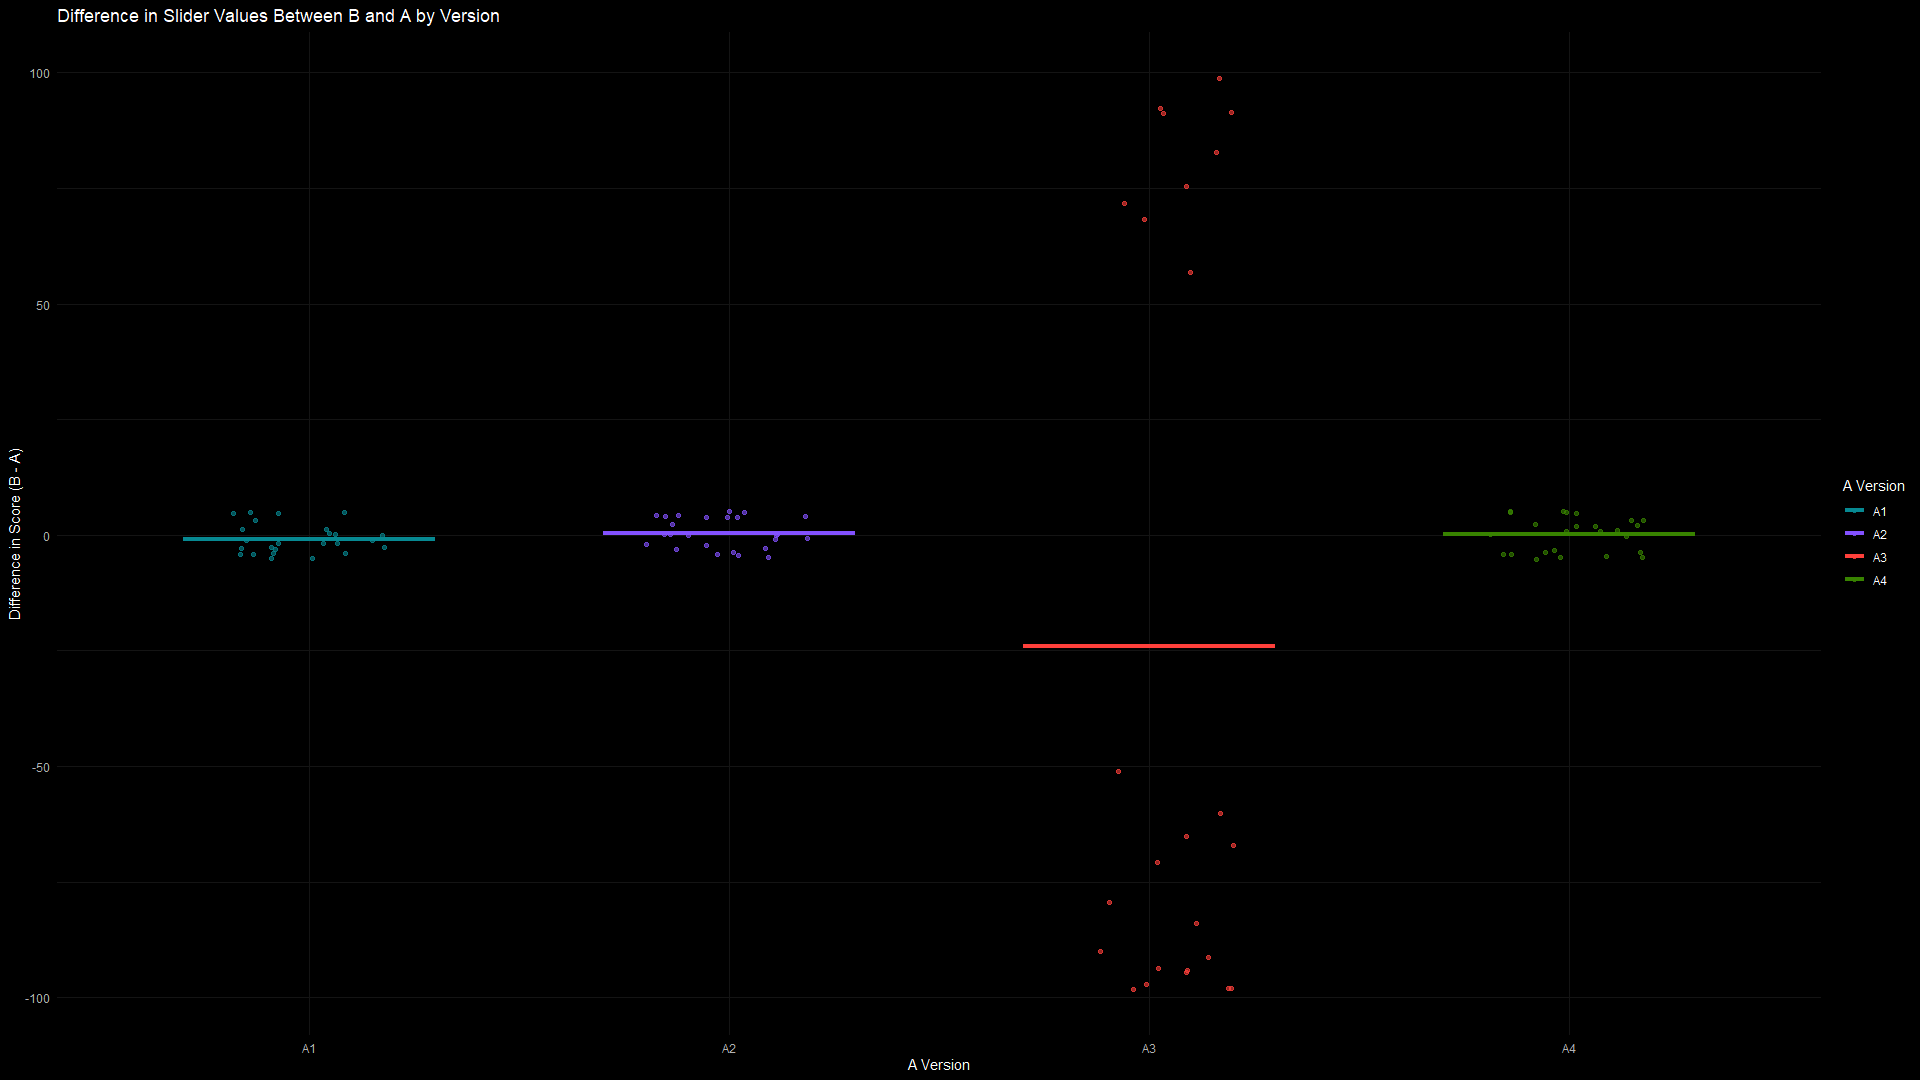 Difference in Slider Values Between B and A by Version
Difference in Score (B - A)
100
50
0
-50
-100
A1
A2
A3
A4
A Version
A Version
A1
A2
A3
A4